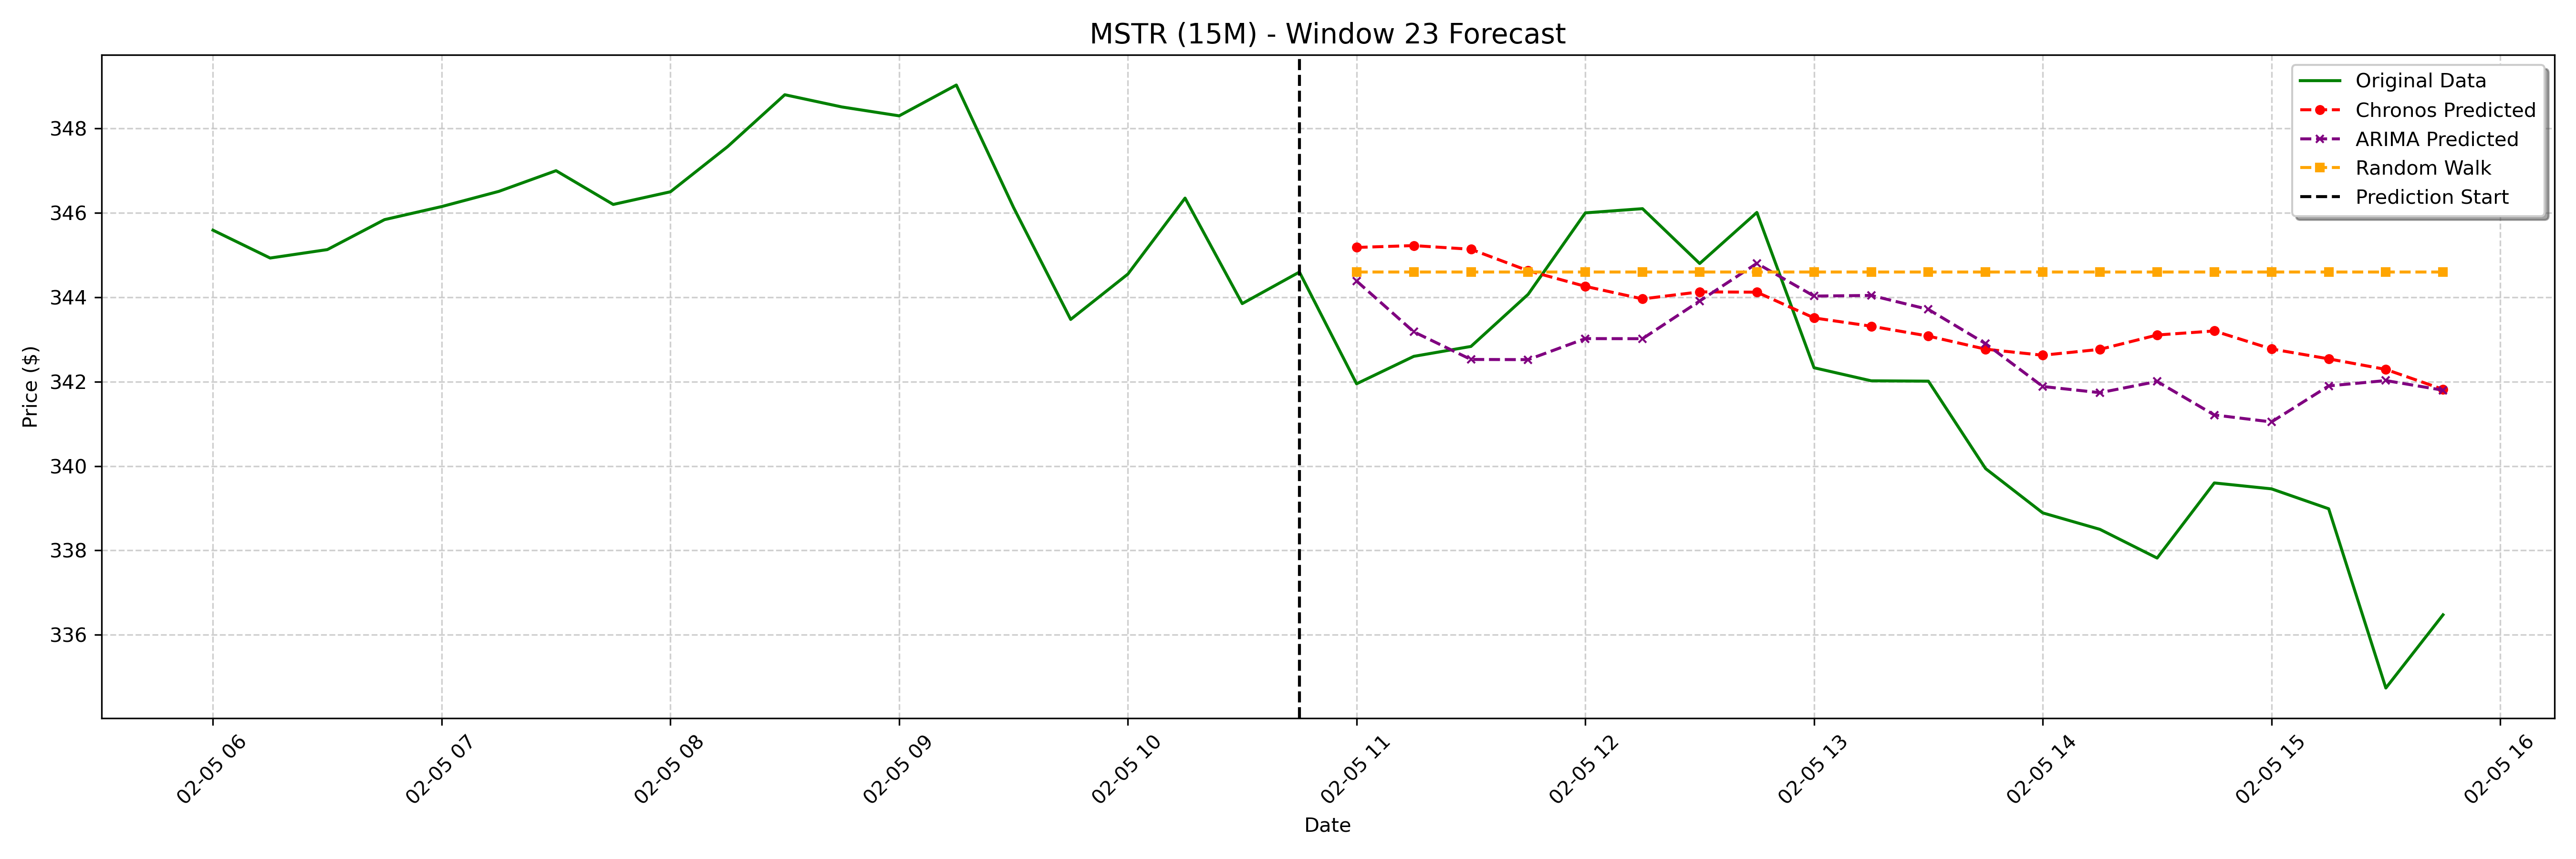 MSTR (15M) - Window 23 Forecast
Price ($)
348
346
344
342
340
338
336
Original Data
Chronos Predicted
ARIMA Predicted
Random Walk
Prediction Start
02-05 06
02-05 07
02-05 08
02-05 09
02-05 10
02-05 11
02-05 12
02-05 13
02-05 14
02-05 15
02-05 16
Date